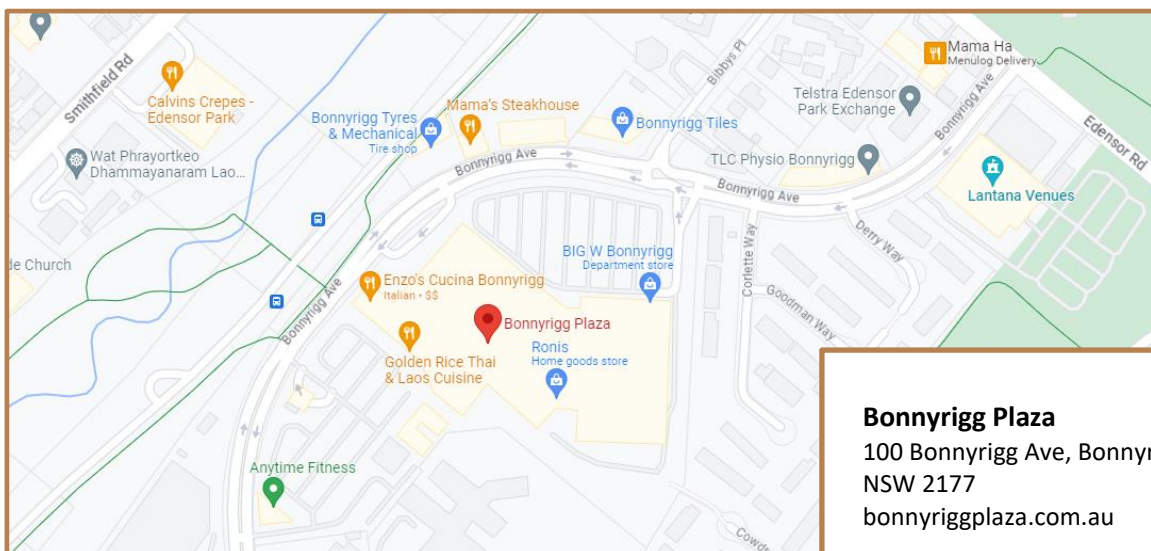 Smithfield Rd
Calvins Crepes -
Edensor Park
Wat Phrayortkeo
Dhammayanaram Lao...
de Church
Bonnyrigg Tyres
& Mechanical
Tire shop
Mama's Steakhouse
Bonnyrigg Ave
Bibbys Pl
Bonnyrigg Tiles
Mama Ha
Menulog Delivery
Telstra Edensor
Park Exchange
Bonnyrigg Ave
Edensor Rd
TLC Physio Bonnyrigg
Bonnyrigg Ave
Lantana Venues
BIG W Bonnyrigg
Department store
Corlette Way
Derry Way
Goodman Way
Enzo's Cucina Bonnyrigg
Italian • $$
Bonnyrigg Ave
Bonnyrigg Plaza
Golden Rice Thai
& Laos Cuisine
Ronis
Home goods store
Anytime Fitness
Bonnyrigg Plaza
100 Bonnyrigg Ave, Bonnyr
NSW 2177
bonnyriggplaza.com.au